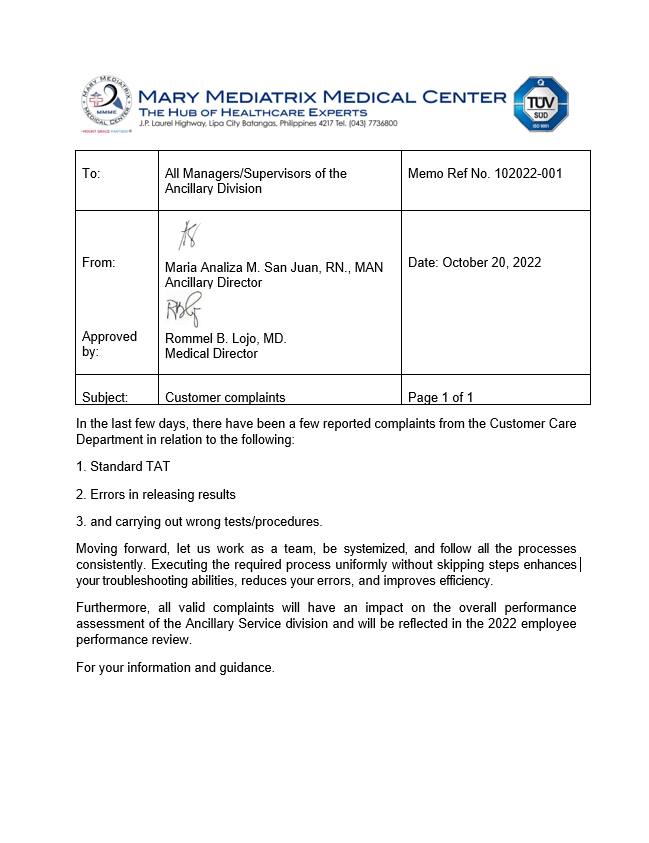 MARY MEDIATRIX
MMMC
MEDICAL CENTER
MARY MEDIATRIX MEDICAL CENTER
THE HUB OF HEALTHCARE EXPERTS
J.P. Laurel Highway, Lipa City Batangas, Philippines 4217 Tel. (043) 7736800
Q
TÜV
SÜD
ISO 9001
To:
All Managers/Supervisors of the
Ancillary Division
Memo Ref No. 102022-001
From:
Maria Analiza M. San Juan, RN., MAN
Ancillary Director
Date: October 20, 2022
Approved
by:
Rommel B. Lojo, MD.
Medical Director
Subject:
Customer complaints
Page 1 of 1
In the last few days, there have been a few reported complaints from the Customer Care
Department in relation to the following:
1. Standard TAT
2. Errors in releasing results
3. and carrying out wrong tests/procedures.
Moving forward, let us work as a team, be systemized, and follow all the processes
consistently. Executing the required process uniformly without skipping steps enhances
your troubleshooting abilities, reduces your errors, and improves efficiency.
Furthermore, all valid complaints will have an impact on the overall performance
assessment of the Ancillary Service division and will be reflected in the 2022 employee
performance review.
For your information and guidance.